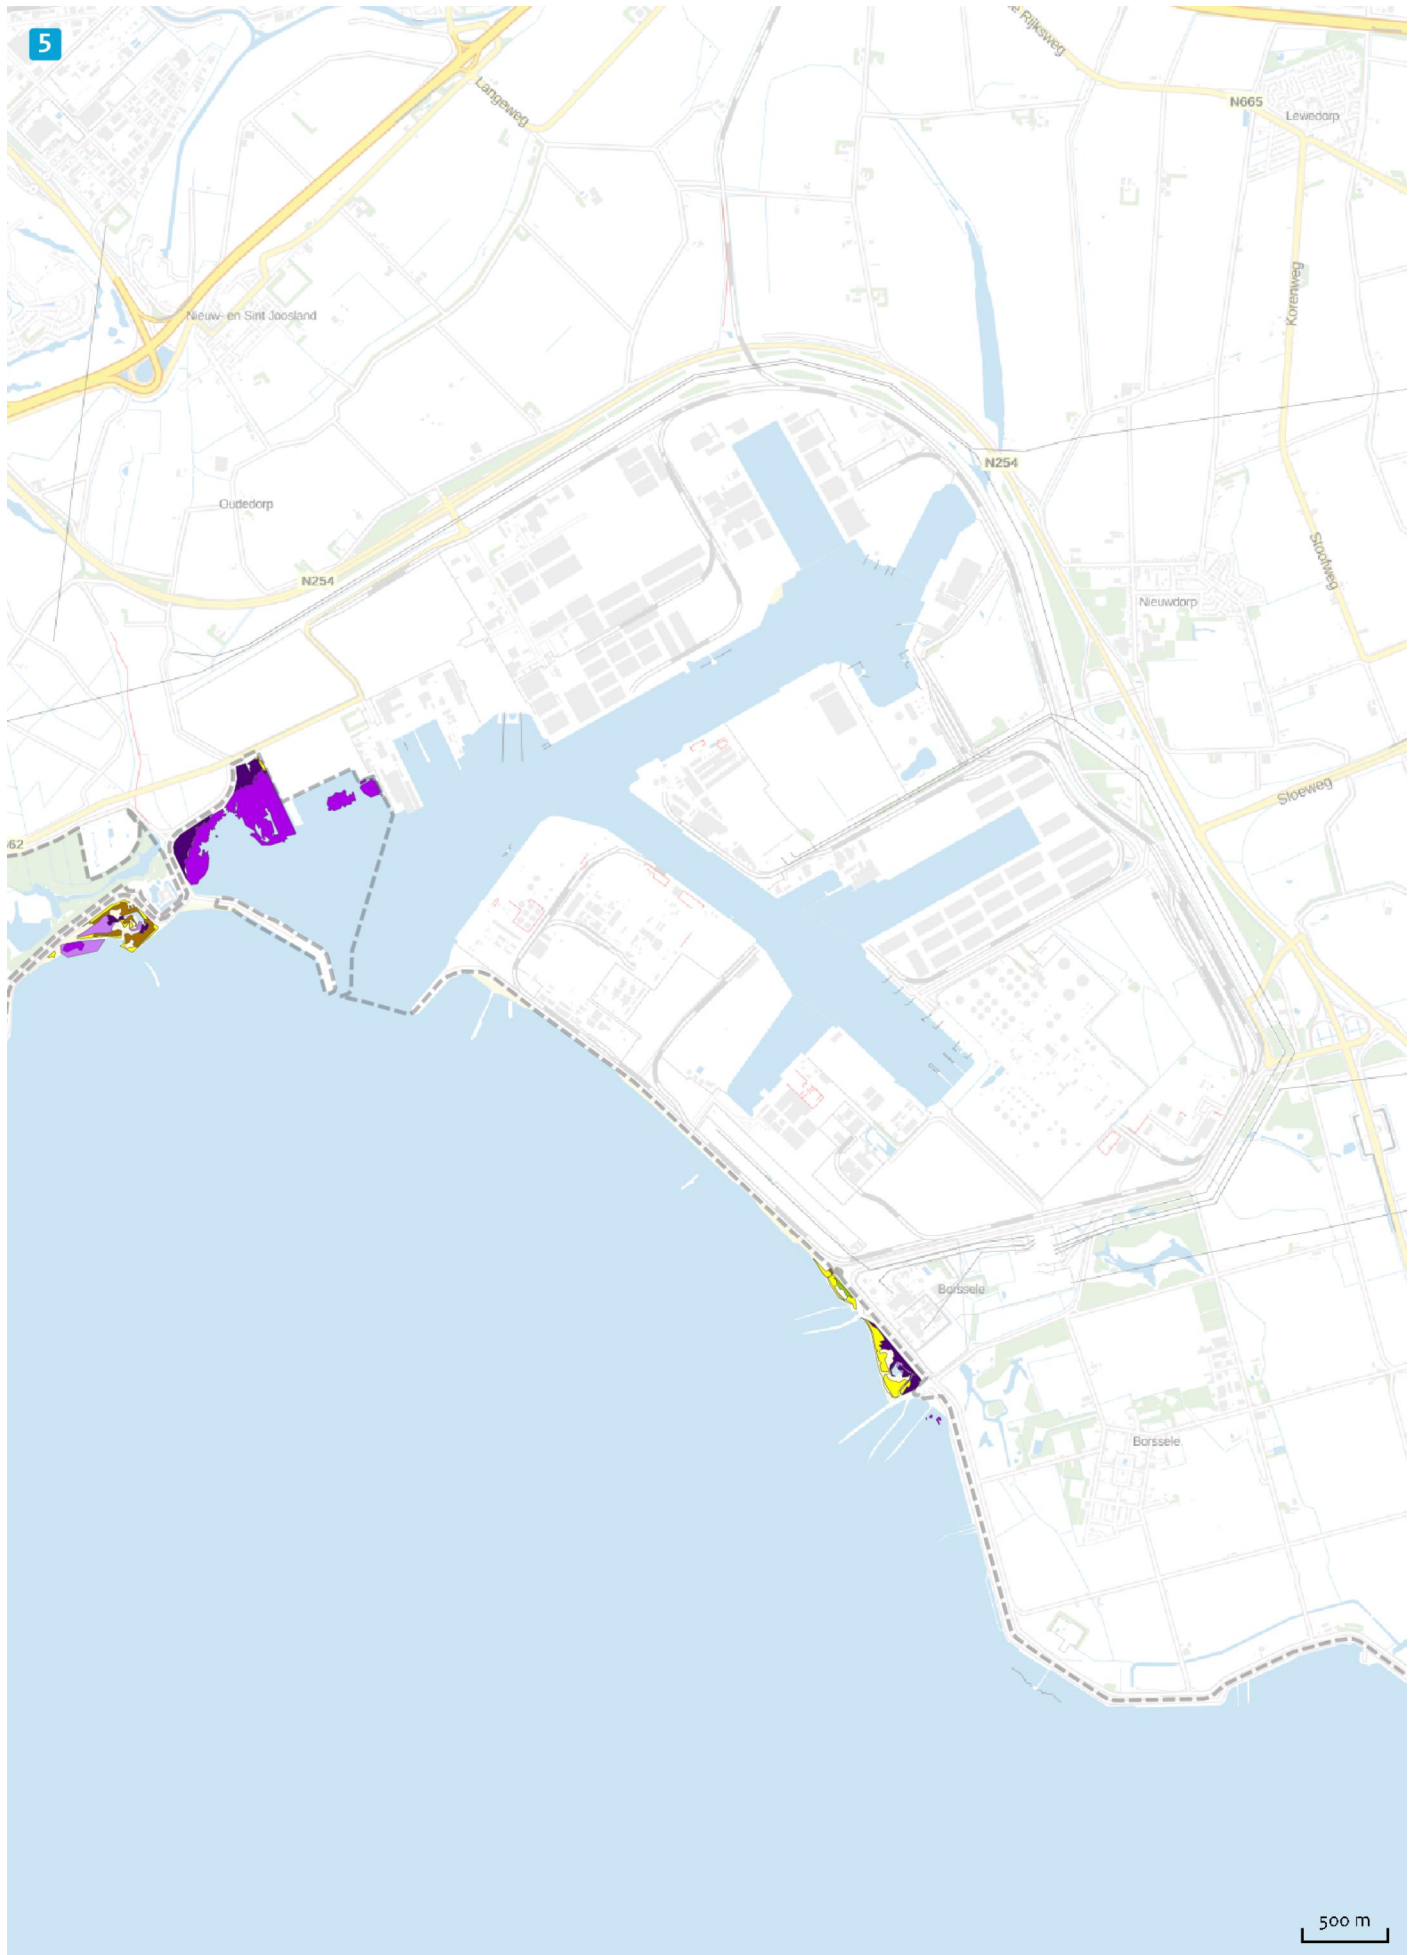 5
Rijksweg
Langeweg
N665
Lewedorp
Korenweg
Nieuw- en Sint Joosland
N254
Oudedorp
Stoofweg
N254
Nieuwdorp
Sloeweg
62
Borssele
Borssele
500 m